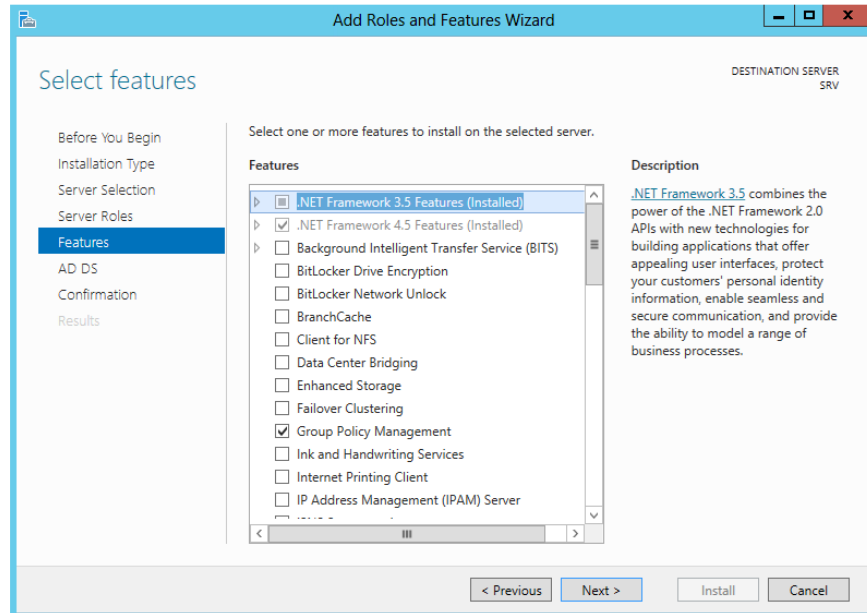 Add Roles and Features Wizard
Select features
DESTINATION SERVER
SRV
Before You Begin
Installation Type
Server Selection
Server Roles
Features
AD DS
Confirmation
Results
Select one or more features to install on the selected server.
Features
.NET Framework 3.5 Features (Installed)
.NET Framework 4.5 Features (Installed)
Background Intelligent Transfer Service (BITS)
BitLocker Drive Encryption
BitLocker Network Unlock
BranchCache
Client for NFS
Data Center Bridging
Enhanced Storage
Failover Clustering
Group Policy Management
Ink and Handwriting Services
Internet Printing Client
IP Address Management (IPAM) Server
Description
.NET Framework 3.5 combines the
power of the .NET Framework 2.0
APIs with new technologies for
building applications that offer
appealing user interfaces, protect
your customers' personal identity
information, enable seamless and
secure communication, and provide
the ability to model a range of
business processes.
< Previous
Next >
Install
Cancel